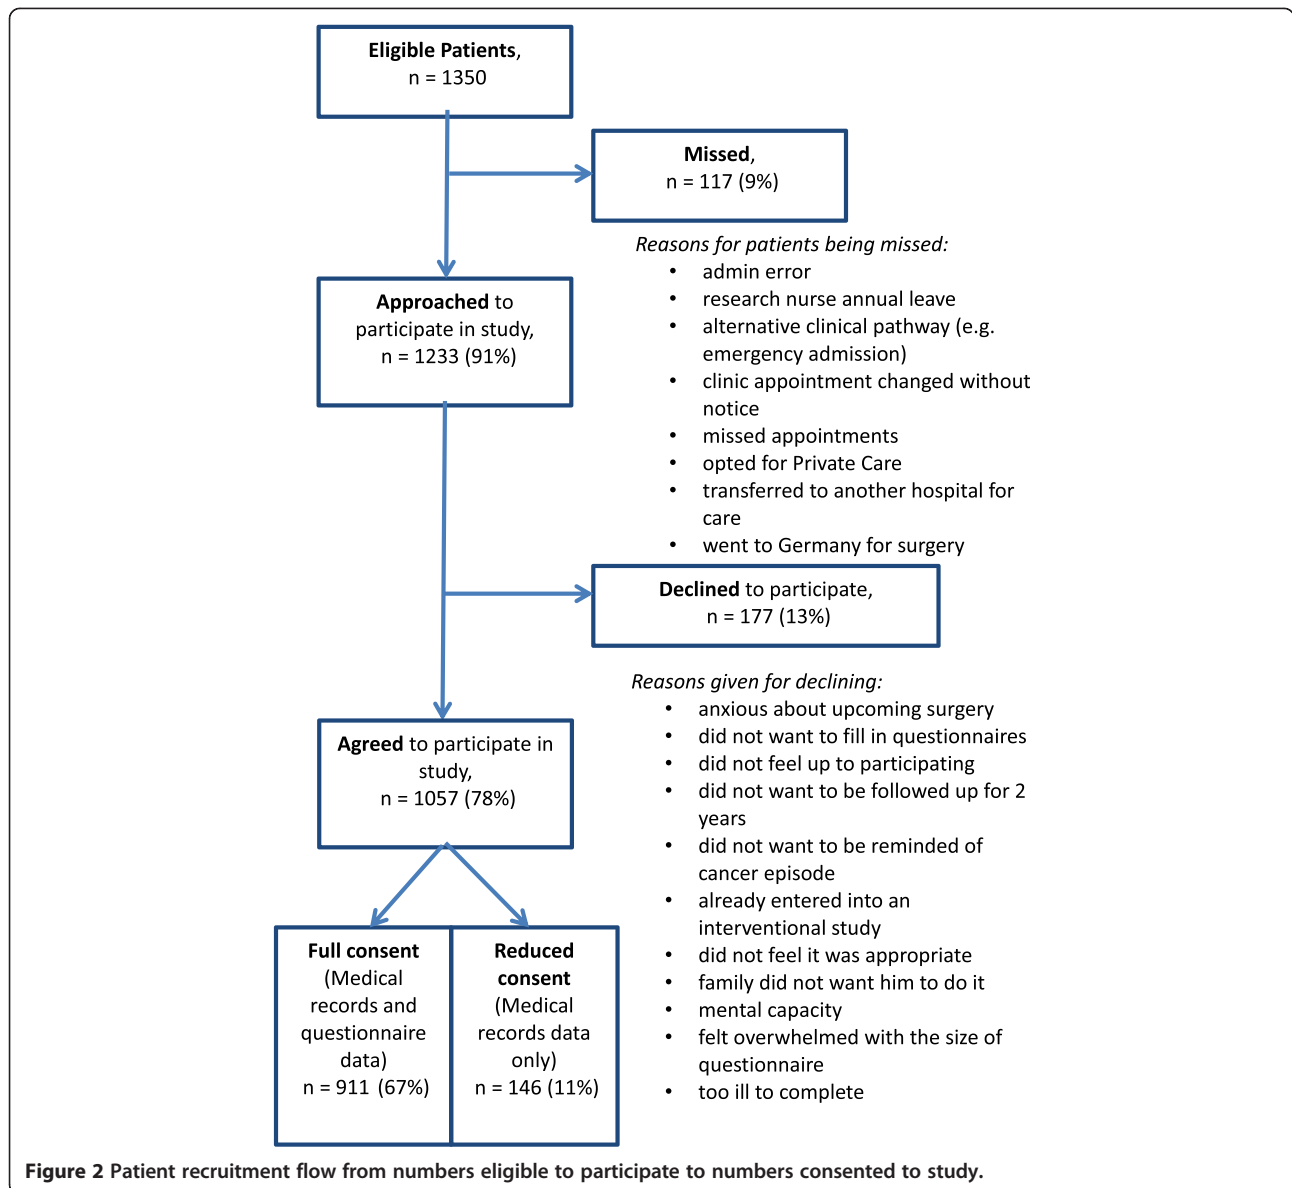 Eligible Patients,
n = 1350
Missed,
n = 117 (9%)
Reasons for patients being missed:
• admin error
• research nurse annual leave
• alternative clinical pathway (e.g.
emergency admission)
• clinic appointment changed without
notice
• missed appointments
• opted for Private Care
• transferred to another hospital for
care
• went to Germany for surgery
Approached to
participate in study,
n = 1233 (91%)
Declined to participate,
n = 177 (13%)
Reasons given for declining:
• anxious about upcoming surgery
• did not want to fill in questionnaires
• did not feel up to participating
• did not want to be followed up for 2
years
• did not want to be reminded of
cancer episode
• already entered into an
interventional study
• did not feel it was appropriate
• family did not want him to do it
• mental capacity
• felt overwhelmed with the size of
questionnaire
• too ill to complete
Agreed to participate in
study,
n = 1057 (78%)
Full consent
(Medical
records and
questionnaire
data)
n = 911 (67%)
Reduced
consent
(Medical
records data
only)
n = 146 (11%)
Figure 2 Patient recruitment flow from numbers eligible to participate to numbers consented to study.